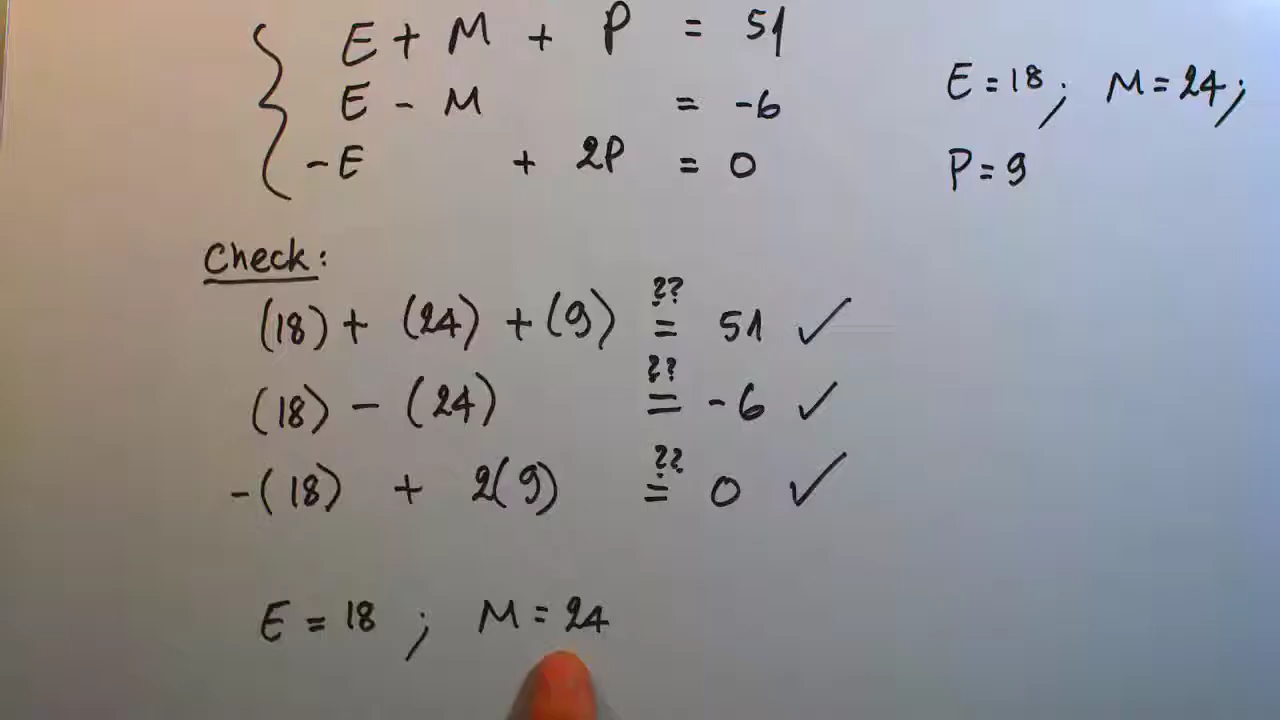 E + M + P = 51
E - M = -6
-E + 2P = 0
E = 18; M = 24;
P = 9
Check:
(18) + (24) + (9) ??= 51 ✓
(18) - (24) ??= -6 ✓
-(18) + 2(9) ??= 0 ✓
E = 18 ; M = 24